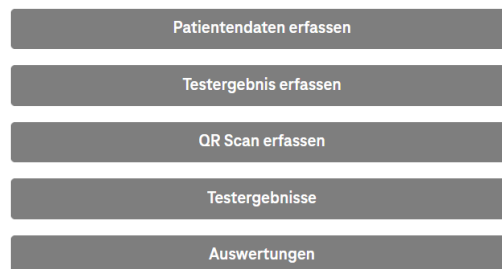 Patientendaten erfassen
Testergebnis erfassen
QR Scan erfassen
Testergebnisse
Auswertungen